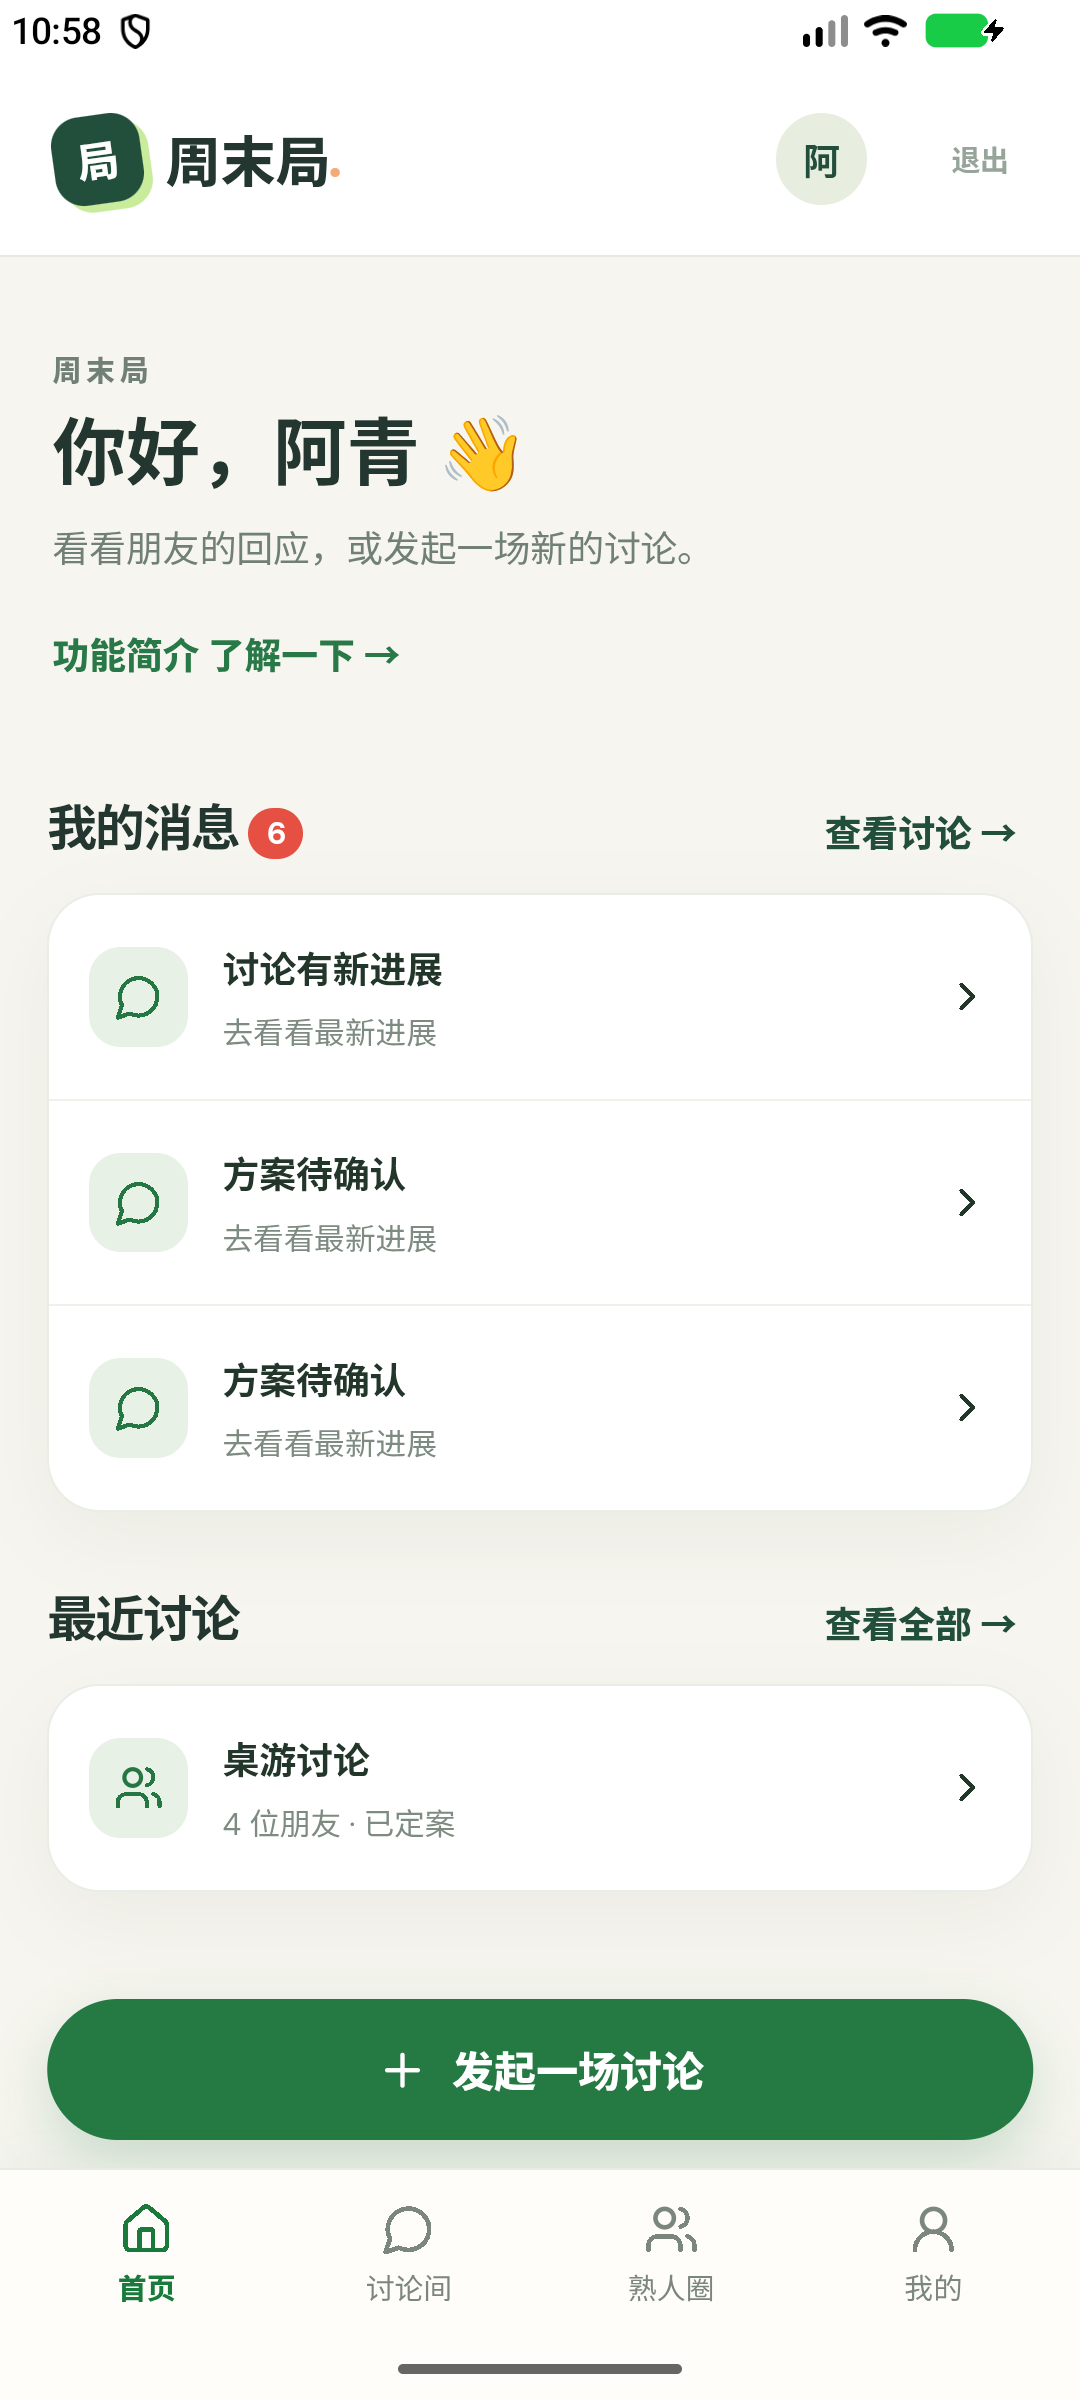 10:58
局
周末局.
阿
退出
周末局
你好，阿青 👋
看看朋友的回应，或发起一场新的讨论。
功能简介 了解一下 →
我的消息 6
查看讨论 →
讨论有新进展
去看看最新进展
方案待确认
去看看最新进展
方案待确认
去看看最新进展
最近讨论
查看全部 →
桌游讨论
4 位朋友 · 已定案
+ 发起一场讨论
首页
讨论间
熟人圈
我的